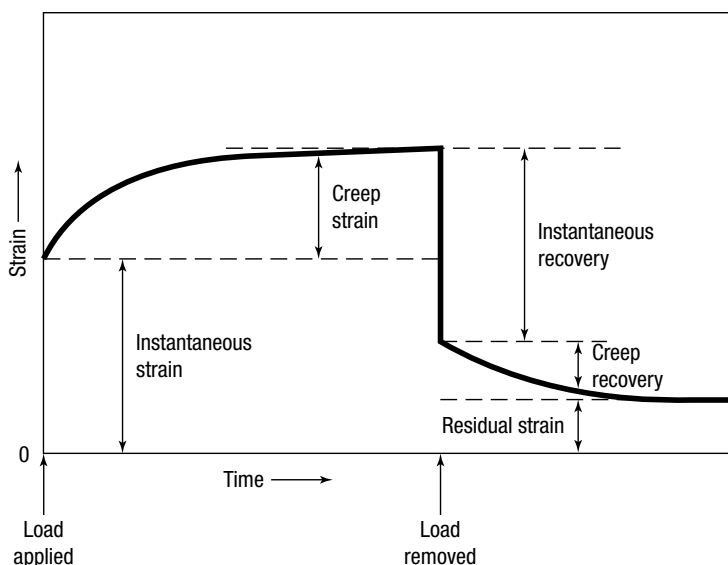 Strain
Creep
strain
Instantaneous
recovery
Instantaneous
strain
Creep
recovery
Residual strain
0
Time
Load
applied
Load
removed